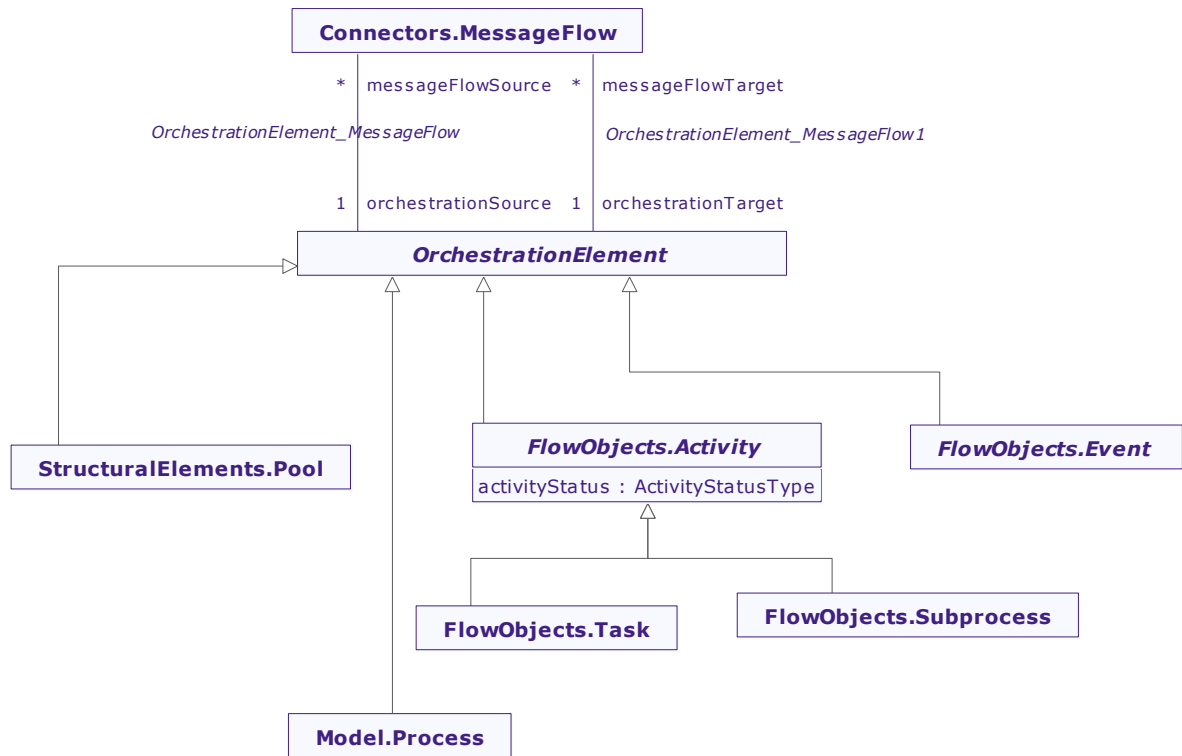 Connectors.MessageFlow
* messageFlowSource * messageFlowTarget
OrchestrationElement_MessageFlow OrchestrationElement_MessageFlow1
1 orchestrationSource 1 orchestrationTarget
OrchestrationElement
FlowObjects.Activity
FlowObjects.Event
StructuralElements.Pool
activityStatus : ActivityStatusType
FlowObjects.Subprocess
FlowObjects.Task
Model.Process